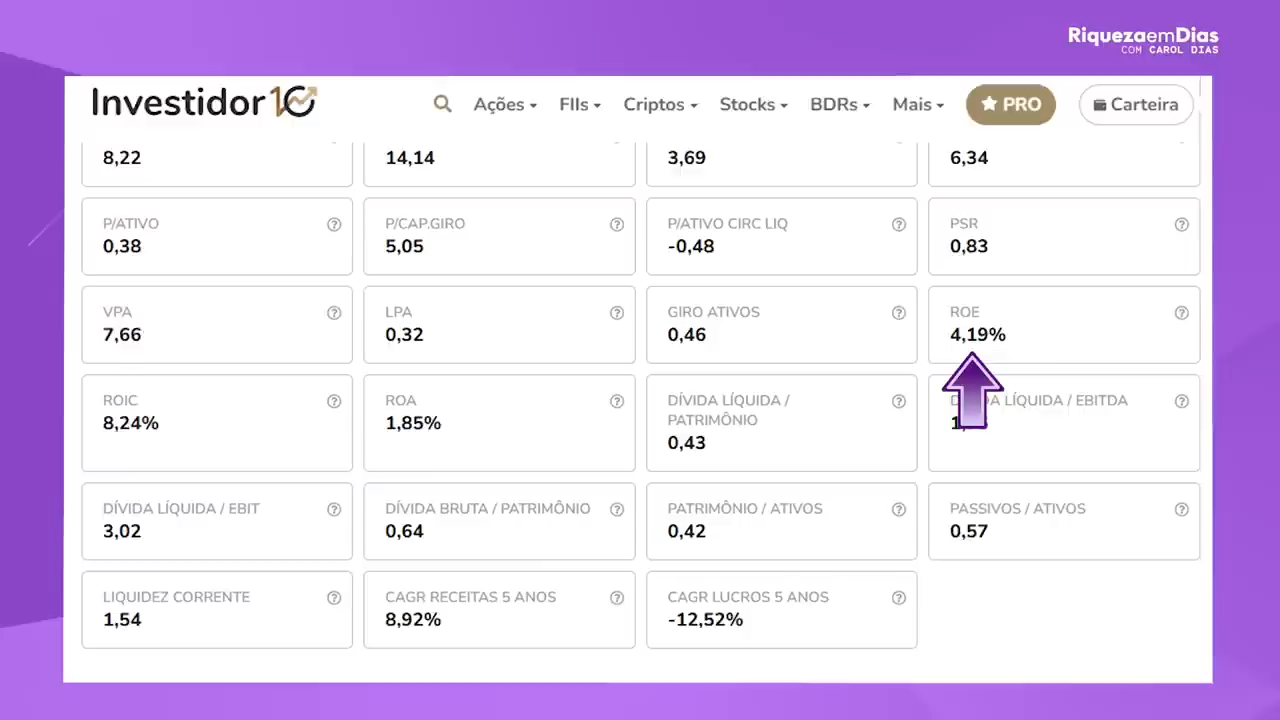 RiquezaemDias
COM CAROL DIAS
Investidor 10
Ações
FIIs
Criptos
Stocks
BDRs
Mais
PRO
Carteira
8,22
14,14
3,69
6,34
P/ATIVO
0,38
P/CAP.GIRO
5,05
P/ATIVO CIRC LIQ
-0,48
PSR
0,83
VPA
7,66
LPA
0,32
GIRO ATIVOS
0,46
ROE
4,19%
ROIC
8,24%
ROA
1,85%
DÍVIDA LÍQUIDA /
PATRIMÔNIO
0,43
LÍQUIDA / EBITDA
DÍVIDA LÍQUIDA / EBIT
3,02
DÍVIDA BRUTA / PATRIMÔNIO
0,64
PATRIMÔNIO / ATIVOS
0,42
PASSIVOS / ATIVOS
0,57
LIQUIDEZ CORRENTE
1,54
CAGR RECEITAS 5 ANOS
8,92%
CAGR LUCROS 5 ANOS
-12,52%